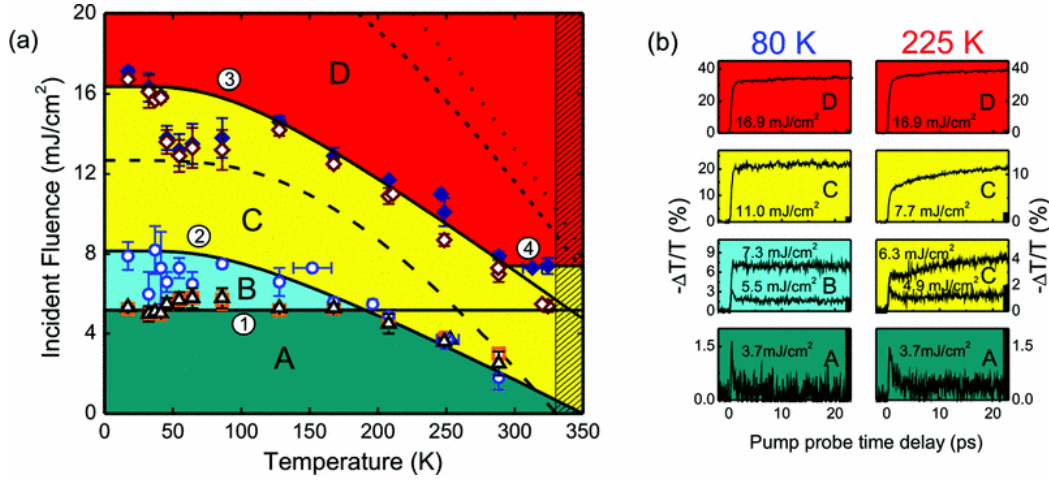 (a)
Incident Fluence (mJ/cm²)
20
16
12
8
4
0
D
3
C
4
2
B
1
A
0 50 100 150 200 250 300 350
Temperature (K)
(b)
80 K 225 K
-ΔT/T (%)
40
20
0
D
16.9 mJ/cm²
D
16.9 mJ/cm²
40
20
0
20
10
0
C
11.0 mJ/cm²
C
7.7 mJ/cm²
10
0
9
6
3
0
7.3 mJ/cm²
5.5 mJ/cm² B
6.3 mJ/cm²
C
4.9 mJ/cm²
4
2
0
1.5
0.0
3.7mJ/cm² A
3.7 mJ/cm² A
1.5
0.0
-ΔT/T (%)
0 10 20 0 10 20
Pump probe time delay (ps)